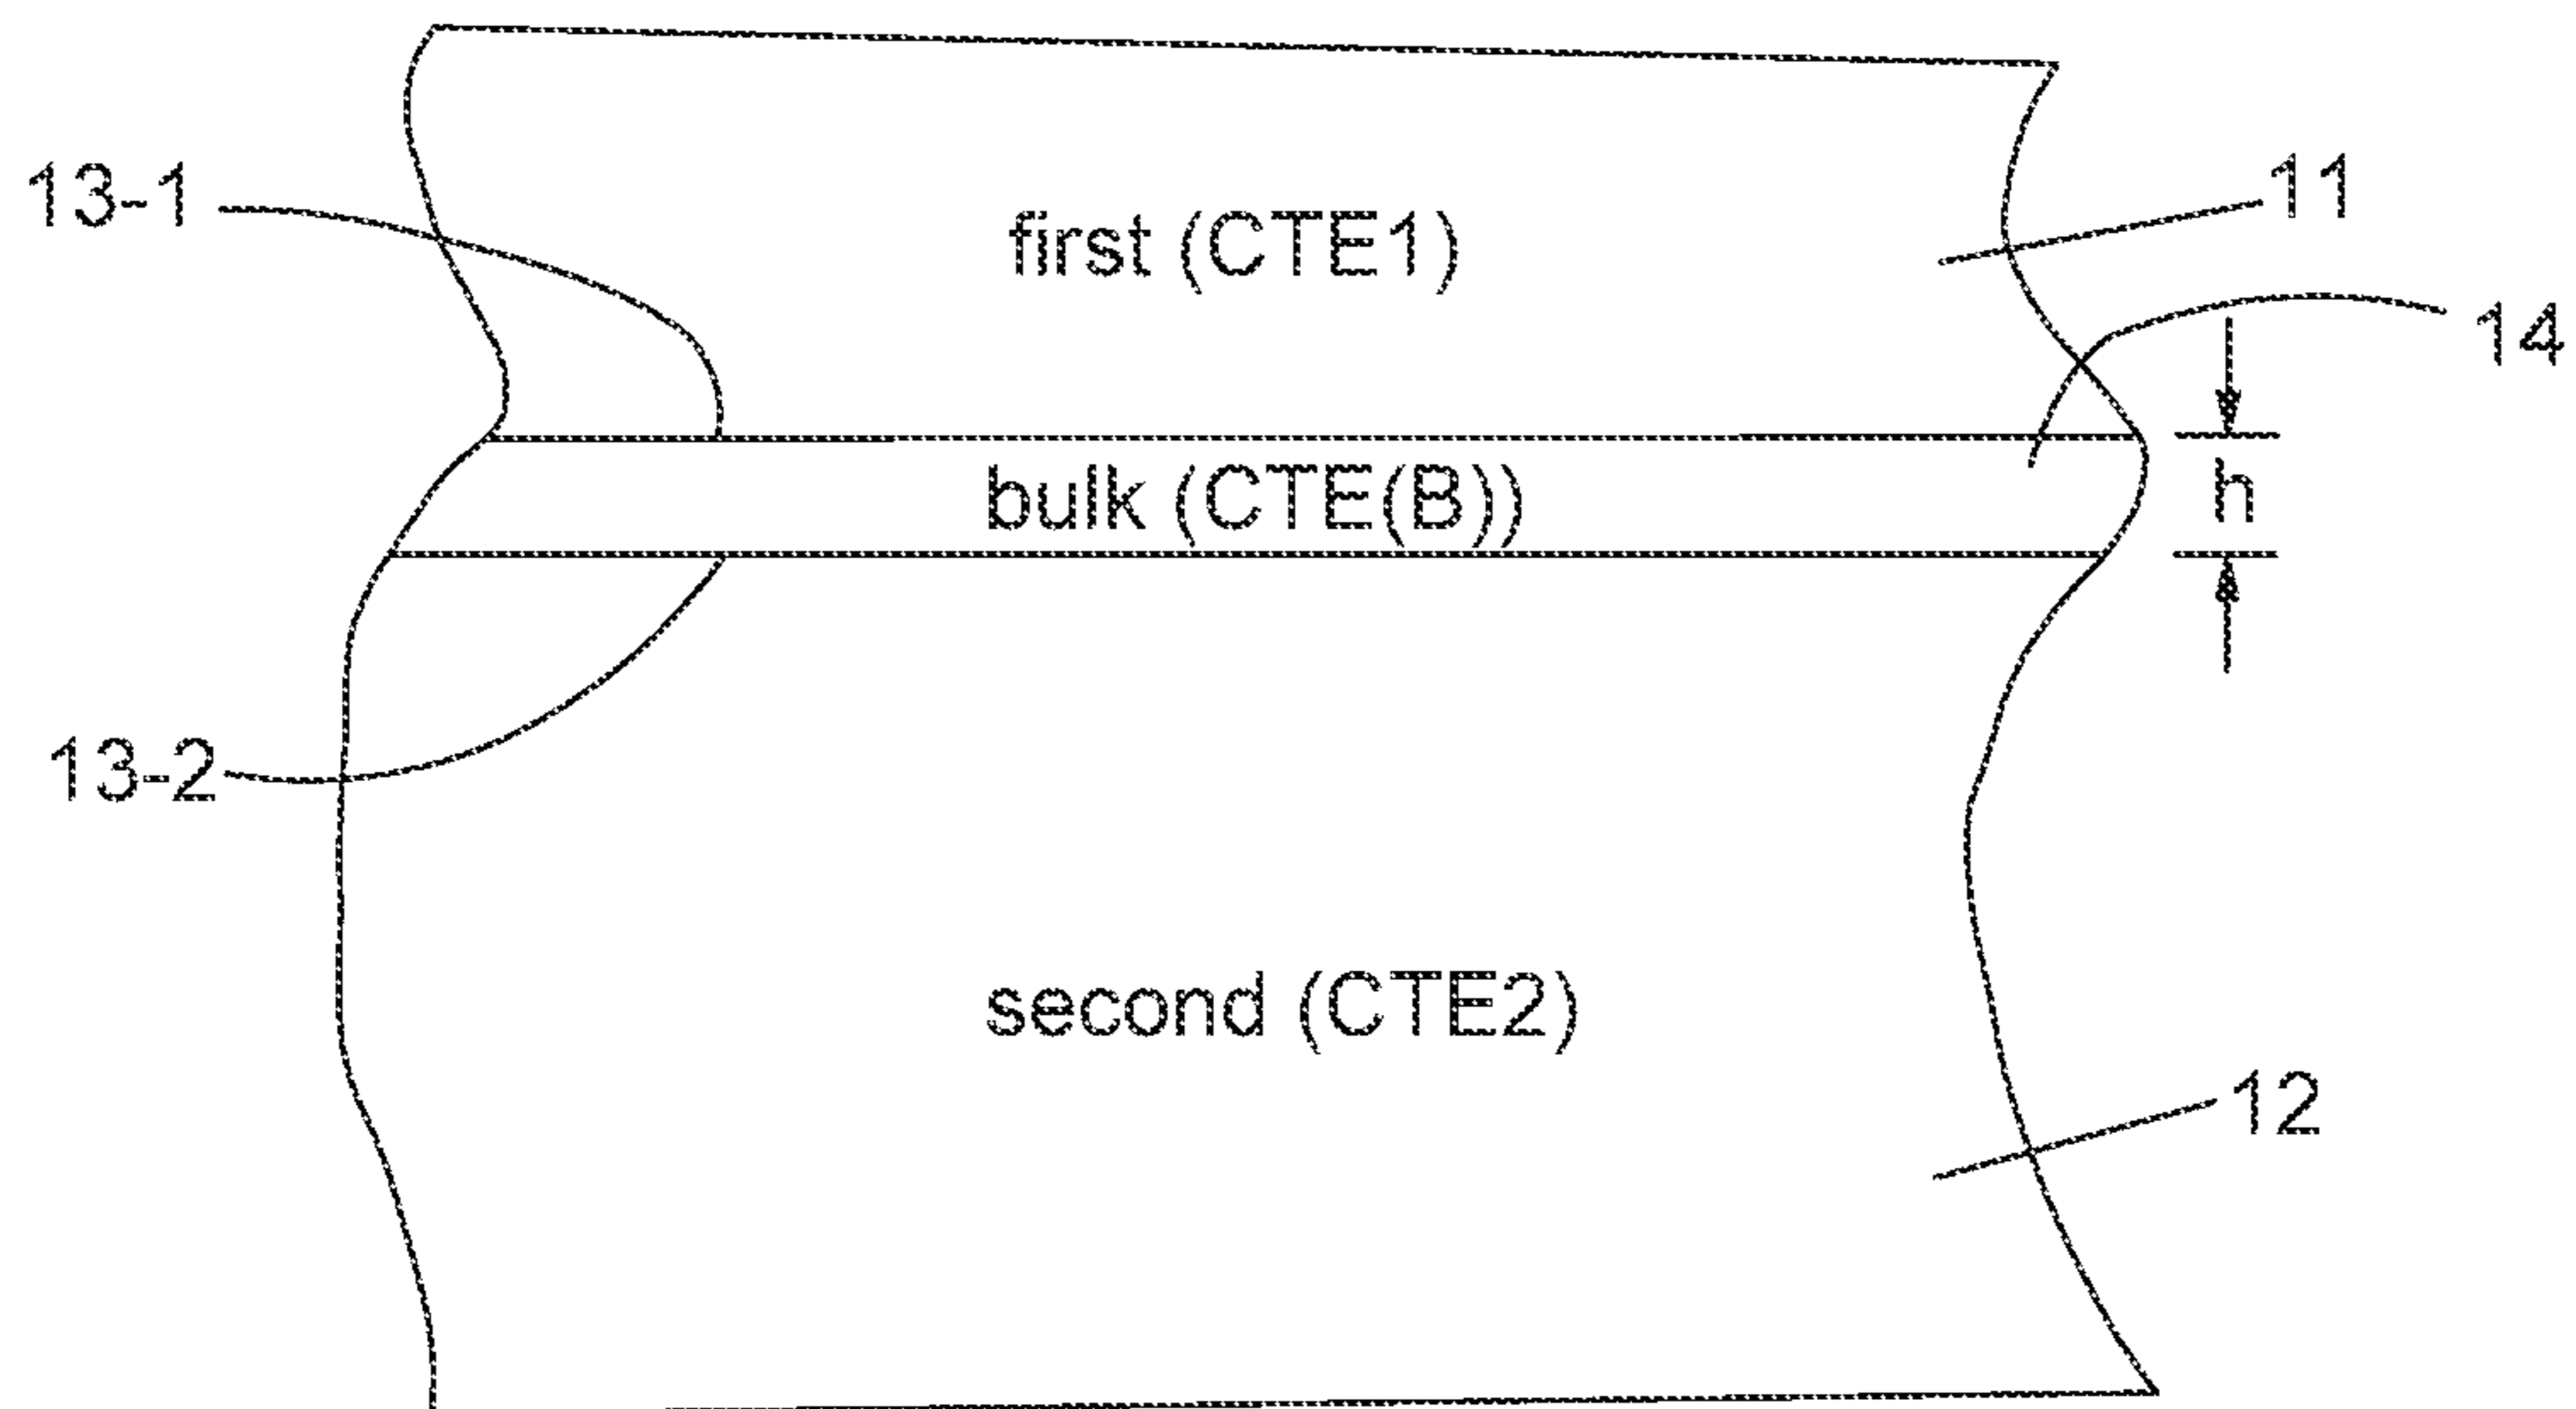 13-1
11
first (CTE1)
14
bulk (CTE(B))
h
13-2
second (CTE2)
12